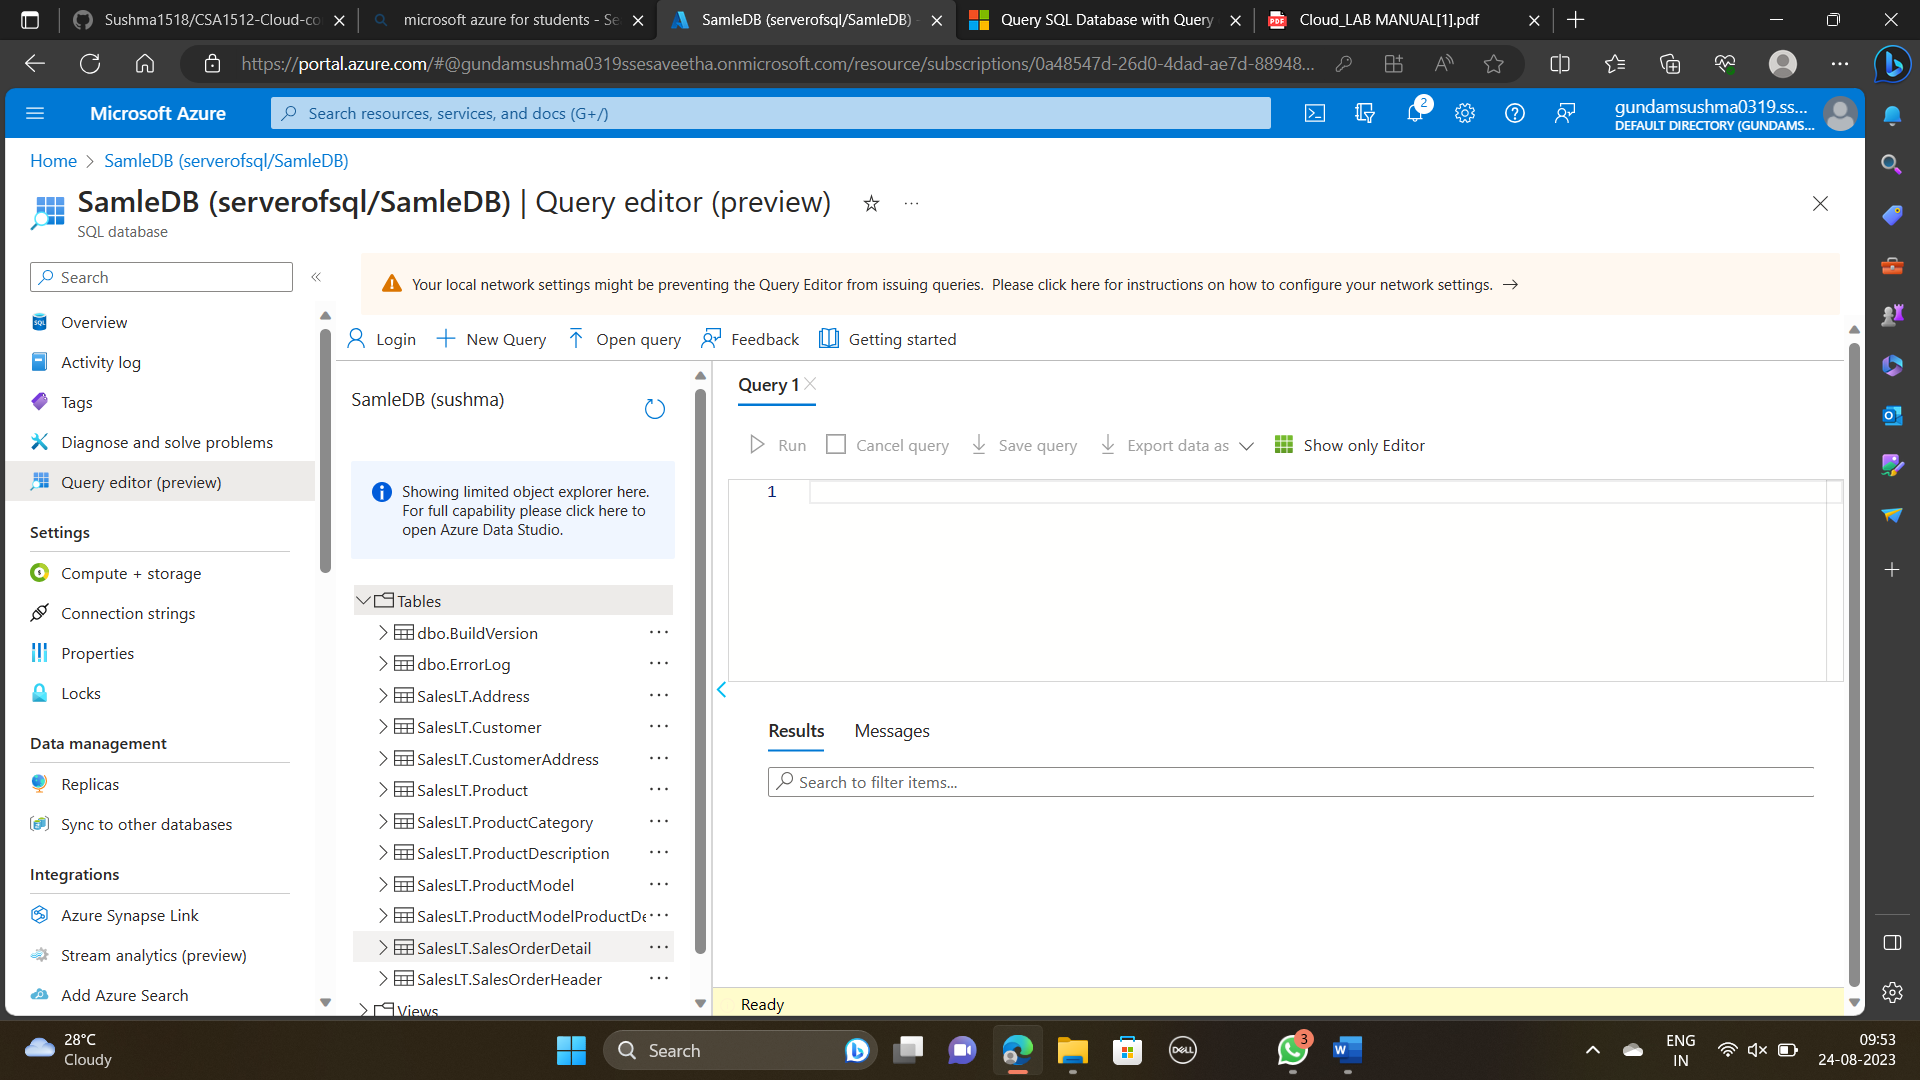 Sushma1518/CSA1512-Cloud-co
microsoft azure for students - Se
SamleDB (serverofsql/SamleDB) -
Query SQL Database with Query
PDF
Cloud_LAB MANUAL[1].pdf
https://portal.azure.com/#@gundamsushma0319ssesaveetha.onmicrosoft.com/resource/subscriptions/0a48547d-26d0-4dad-ae7d-88948...
Microsoft Azure
Search resources, services, and docs (G+/)
2
gundamsushma0319.ss...
DEFAULT DIRECTORY (GUNDAMS...
Home > SamleDB (serverofsql/SamleDB)
SamleDB (serverofsql/SamleDB) | Query editor (preview)
SQL database
Search
Your local network settings might be preventing the Query Editor from issuing queries. Please click here for instructions on how to configure your network settings.
Overview
Activity log
Tags
Diagnose and solve problems
Query editor (preview)
Settings
Compute + storage
Connection strings
Properties
Locks
Data management
Replicas
Sync to other databases
Integrations
Azure Synapse Link
Stream analytics (preview)
Add Azure Search
Login
New Query
Open query
Feedback
Getting started
SamleDB (sushma)
Showing limited object explorer here.
For full capability please click here to
open Azure Data Studio.
Tables
dbo.BuildVersion
dbo.ErrorLog
SalesLT.Address
SalesLT.Customer
SalesLT.CustomerAddress
SalesLT.Product
SalesLT.ProductCategory
SalesLT.ProductDescription
SalesLT.ProductModel
SalesLT.ProductModelProductDe
SalesLT.SalesOrderDetail
SalesLT.SalesOrderHeader
Views
Query 1
Run
Cancel query
Save query
Export data as
Show only Editor
1
Results
Messages
Search to filter items...
Ready
28°C
Cloudy
Search
DELL
3
W
ENG
IN
09:53
24-08-2023